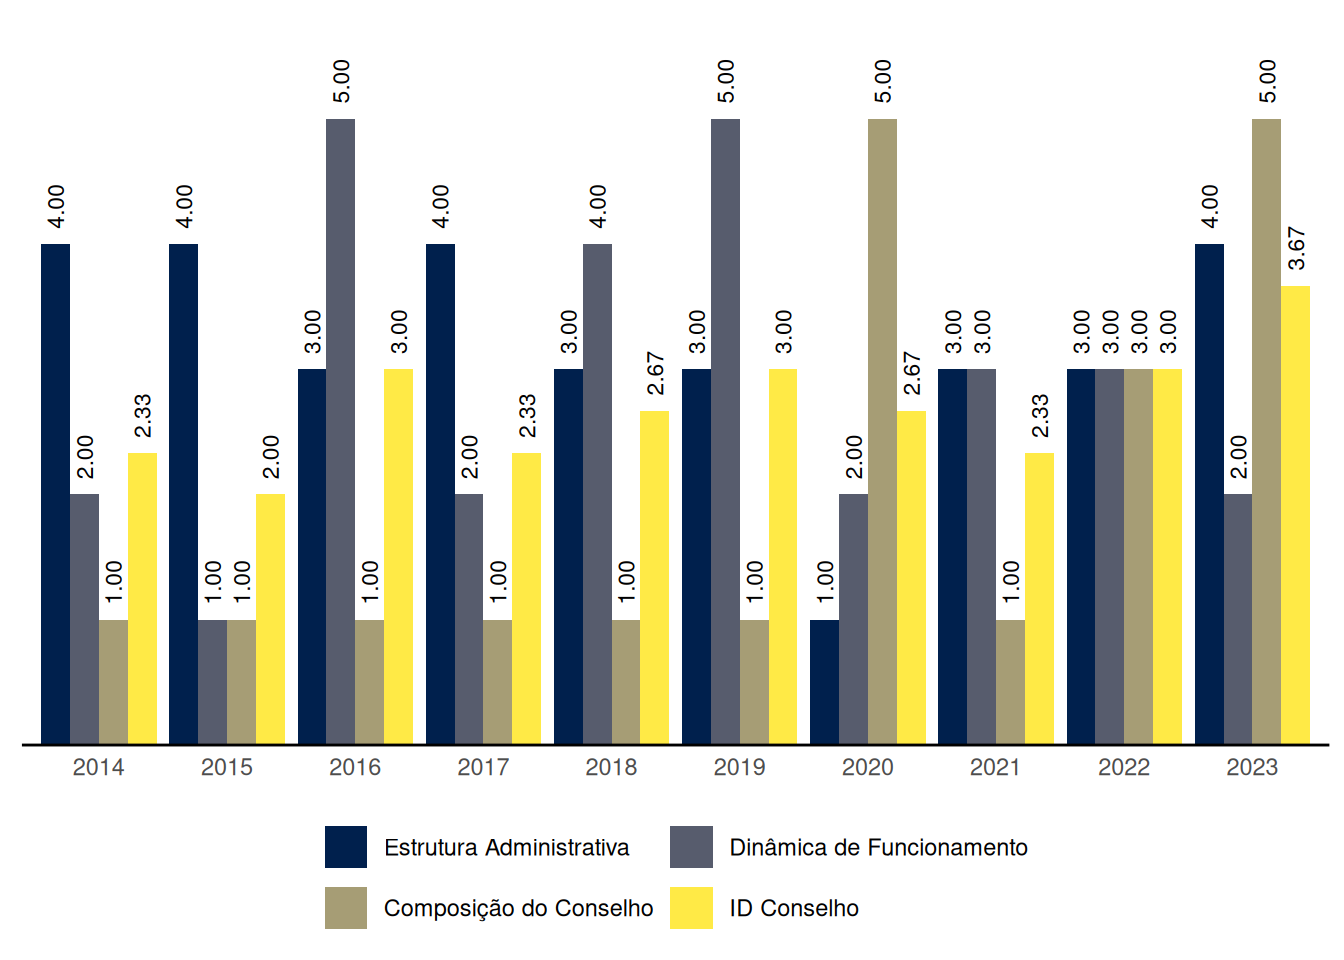 4.00 2.00 1.00 2.33 4.00 1.00 1.00 2.00 3.00 5.00 1.00 3.00 4.00 2.00 1.00 2.33 3.00 4.00 1.00 2.67 3.00 5.00 1.00 3.00 1.00 2.00 5.00 2.67 3.00 3.00 1.00 2.33 3.00 3.00 3.00 3.00 4.00 2.00 5.00 3.67
2014 2015 2016 2017 2018 2019 2020 2021 2022 2023
Estrutura Administrativa Dinâmica de Funcionamento
Composição do Conselho ID Conselho